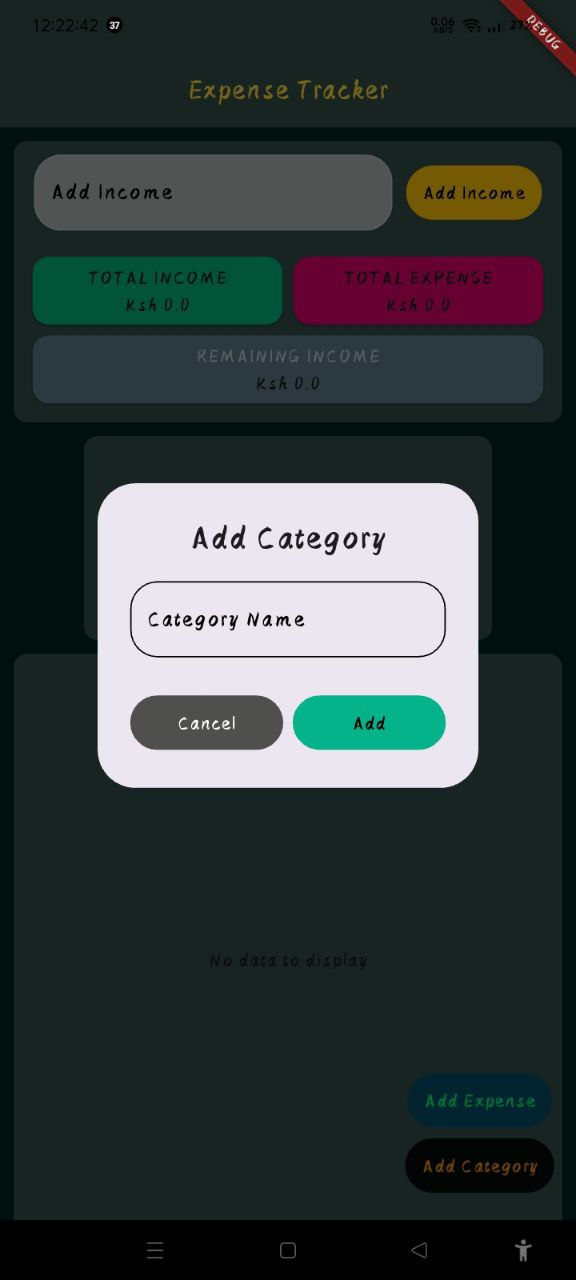 12:22:42 37 0.06 KB/S
DEBUG
Expense Tracker
Add Income Add Income
TOTAL INCOME TOTAL EXPENSE
Ksh 0.0 Ksh 0.0
REMAINING INCOME
Ksh 0.0
Add Category
Category Name
Cancel Add
No data to display
Add Expense
Add Category